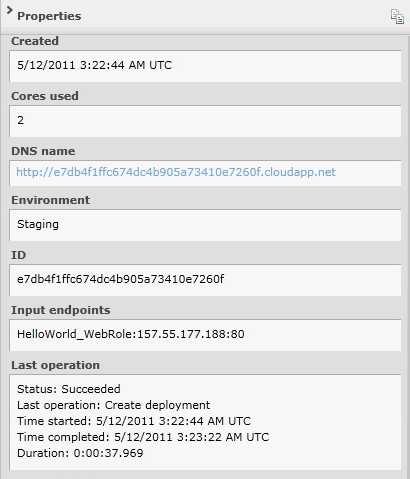 Properties
Created
5/12/2011 3:22:44 AM UTC
Cores used
2
DNS name
http://e7db4f1ffc674dc4b905a73410e7260f.cloudapp.net
Environment
Staging
ID
e7db4f1ffc674dc4b905a73410e7260f
Input endpoints
HelloWorld_WebRole:157.55.177.188:80
Last operation
Status: Succeeded
Last operation: Create deployment
Time started: 5/12/2011 3:22:44 AM UTC
Time completed: 5/12/2011 3:23:22 AM UTC
Duration: 0:00:37.969